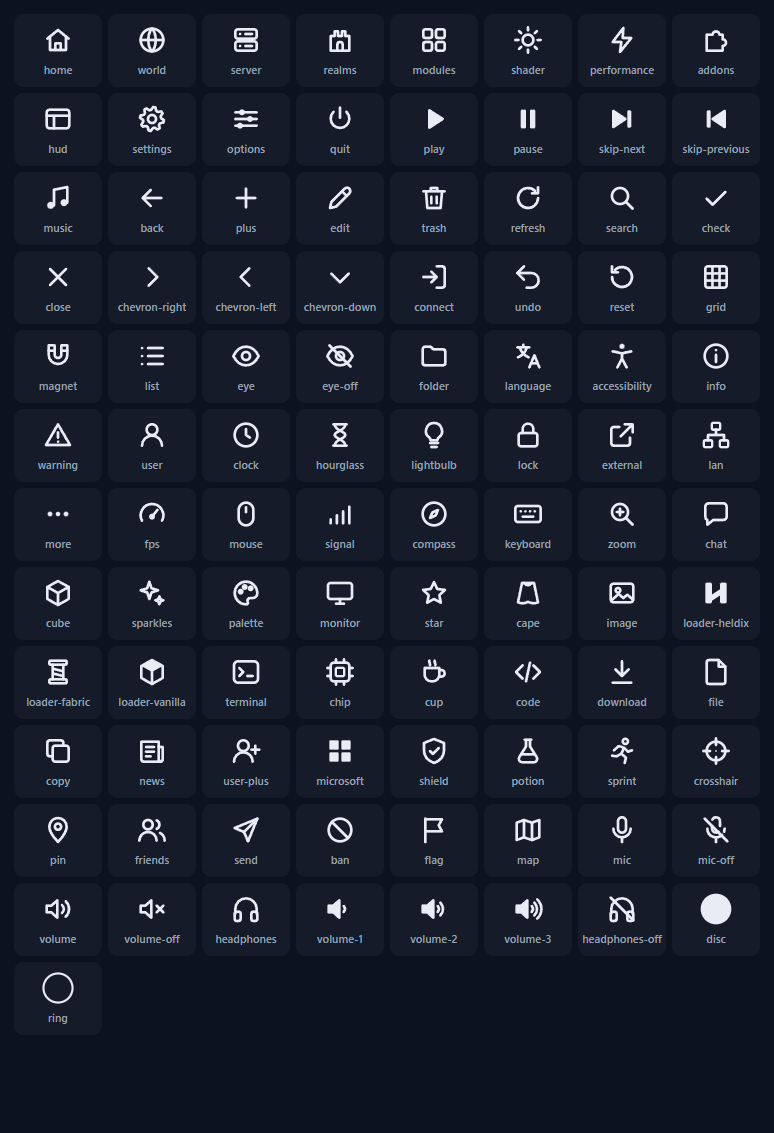 home world server realms modules shader performance addons
hud settings options quit play pause skip-next skip-previous
music back plus edit trash refresh search check
close chevron-right chevron-left chevron-down connect undo reset grid
magnet list eye eye-off folder language accessibility info
warning user clock hourglass lightbulb lock external lan
more fps mouse signal compass keyboard zoom chat
cube sparkles palette monitor star cape image loader-heldix
loader-fabric loader-vanilla terminal chip cup code download file
copy news user-plus microsoft shield potion sprint crosshair
pin friends send ban flag map mic mic-off
volume volume-off headphones volume-1 volume-2 volume-3 headphones-off disc
ring